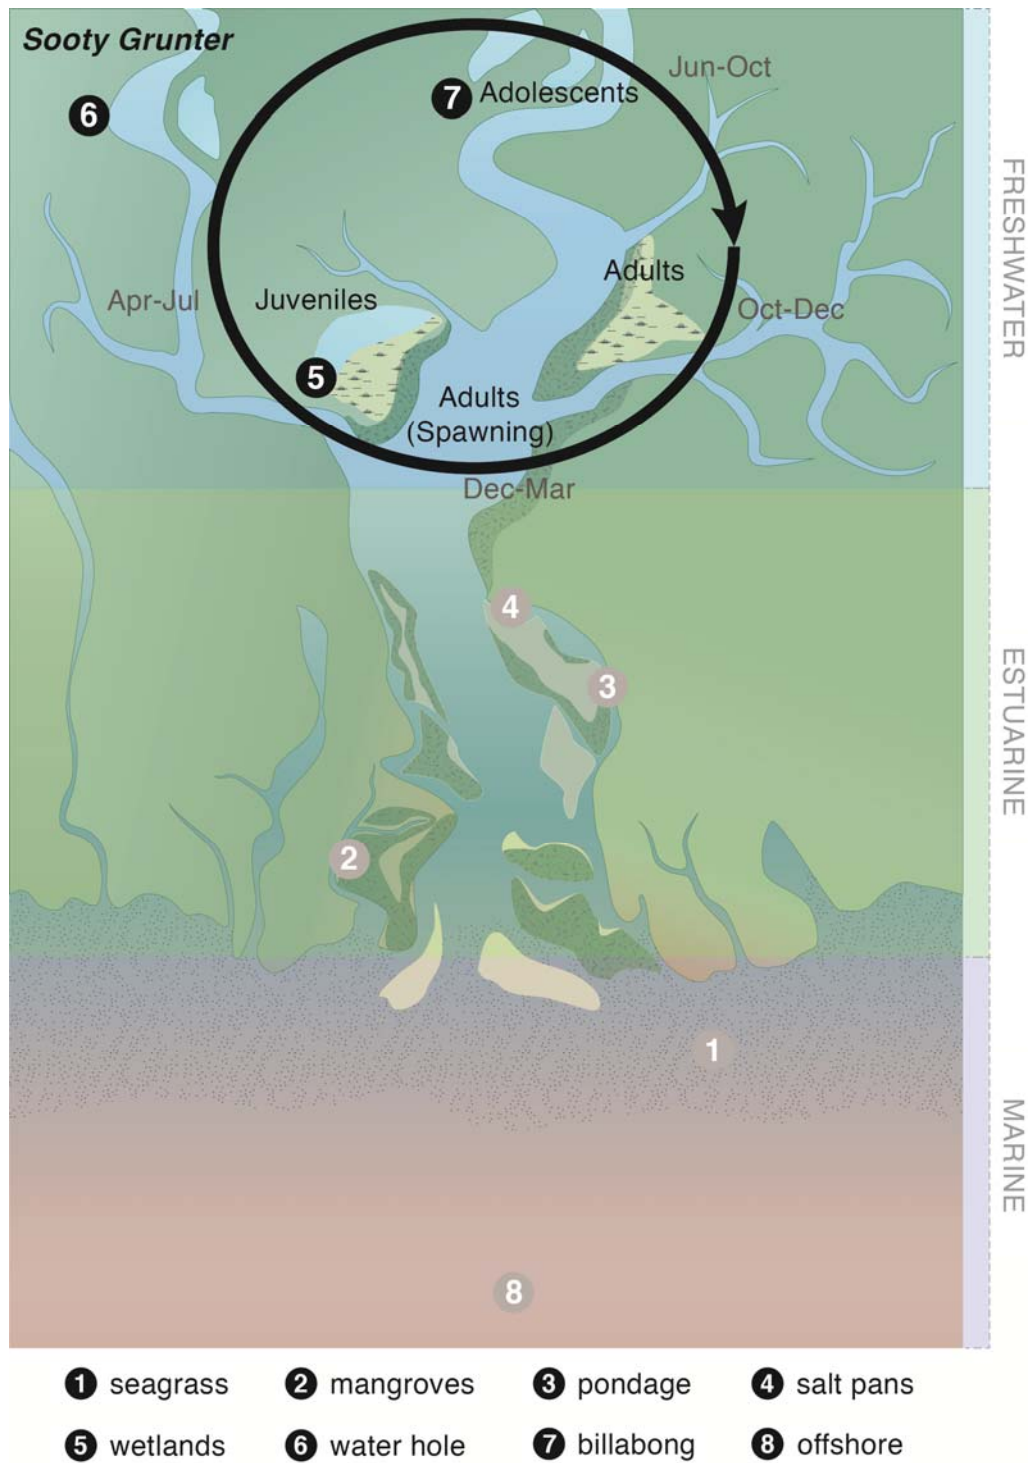 Sooty Grunter
Jun-Oct
7 Adolescents
6
FRESHWATER
Adults
Apr-Jul
Juveniles
Oct-Dec
5
Adults
(Spawning)
Dec-Mar
4
3
ESTUARINE
2
1
MARINE
8
1 seagrass 2 mangroves 3 pondage 4 salt pans
5 wetlands 6 water hole 7 billabong 8 offshore